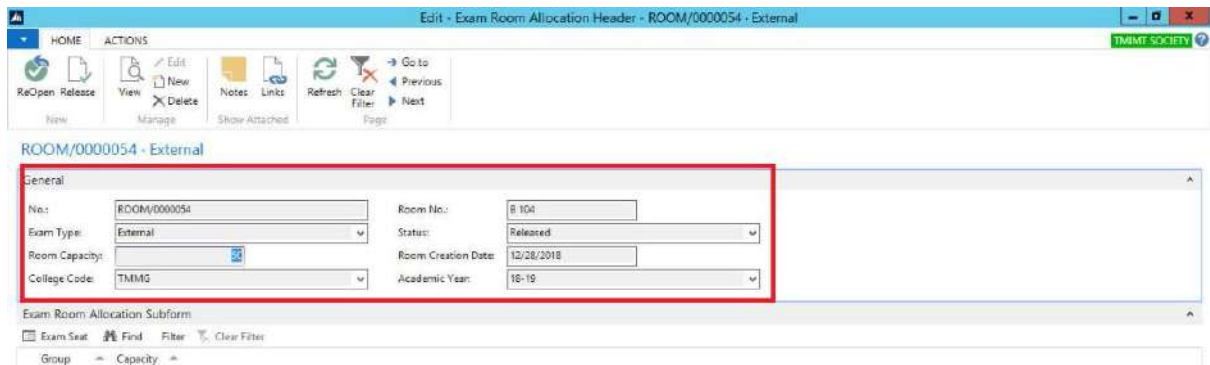 Edit - Exam Room Allocation Header - ROOM/0000054 - External
HOME ACTIONS
TMIMT SOCIETY
ReOpen Release View Edit New Delete Notes Links Refresh Clear Filter Go to Previous Next
New Manage Show Attached Page
ROOM/0000054 - External
General
No.: ROOM/0000054 Room No.: B 104
Exam Type: External Status: Released
Room Capacity: 50 Room Creation Date: 12/28/2018
College Code: TMMG Academic Year: 18-19
Exam Room Allocation Subform
Exam Seat Find Filter Clear Filter
Group Capacity